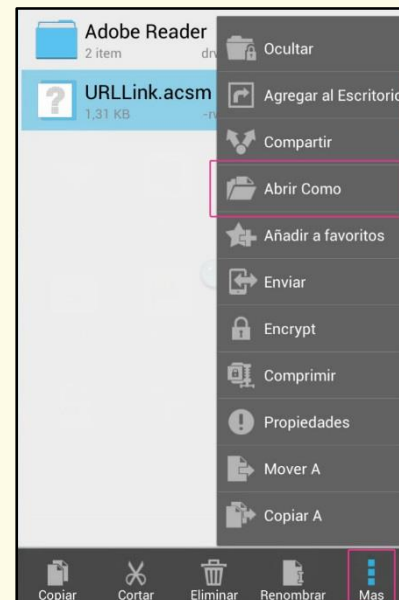 Adobe Reader
2 item
URLLink.acsm
1,31 KB
Ocultar
Agregar al Escritorio
Compartir
Abrir Como
Añadir a favoritos
Enviar
Encrypt
Comprimir
Propiedades
Mover A
Copiar A
Copiar
Cortar
Eliminar
Renombrar
Mas